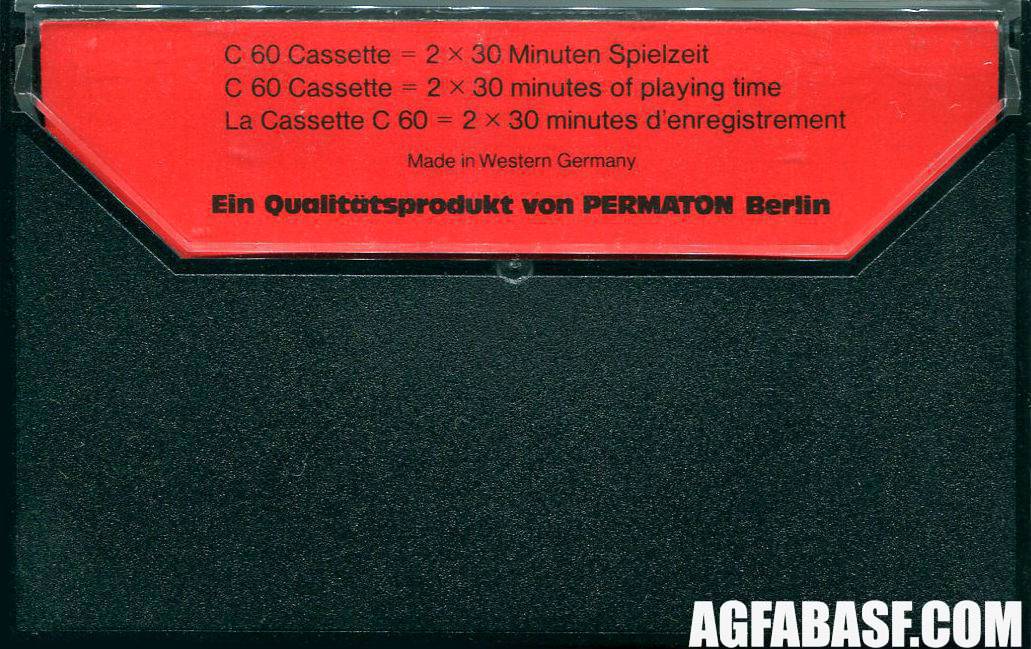 C 60 Cassette = 2 × 30 Minuten Spielzeit
C 60 Cassette = 2 × 30 minutes of playing time
La Cassette C 60 = 2 × 30 minutes d'enregistrement
Made in Western Germany
Ein Qualitätsprodukt von PERMATON Berlin
AGFABASF.COM